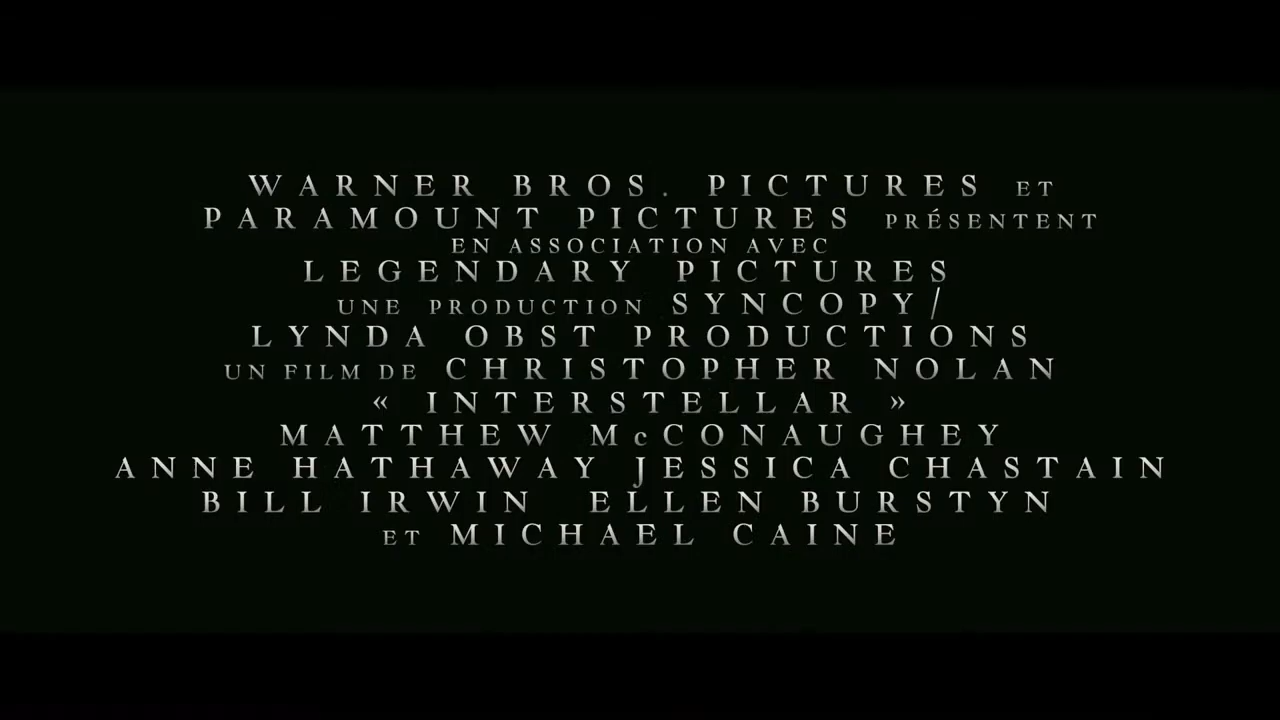 WARNER BROS. PICTURES ET
PARAMOUNT PICTURES PRÉSENTENT
EN ASSOCIATION AVEC
LEGENDARY PICTURES
UNE PRODUCTION SYNCOPY/
LYNDA OBST PRODUCTIONS
UN FILM DE CHRISTOPHER NOLAN
« INTERSTELLAR »
MATTHEW McCONAUGHEY
ANNE HATHAWAY JESSICA CHASTAIN
BILL IRWIN ELLEN BURSTYN
ET MICHAEL CAINE